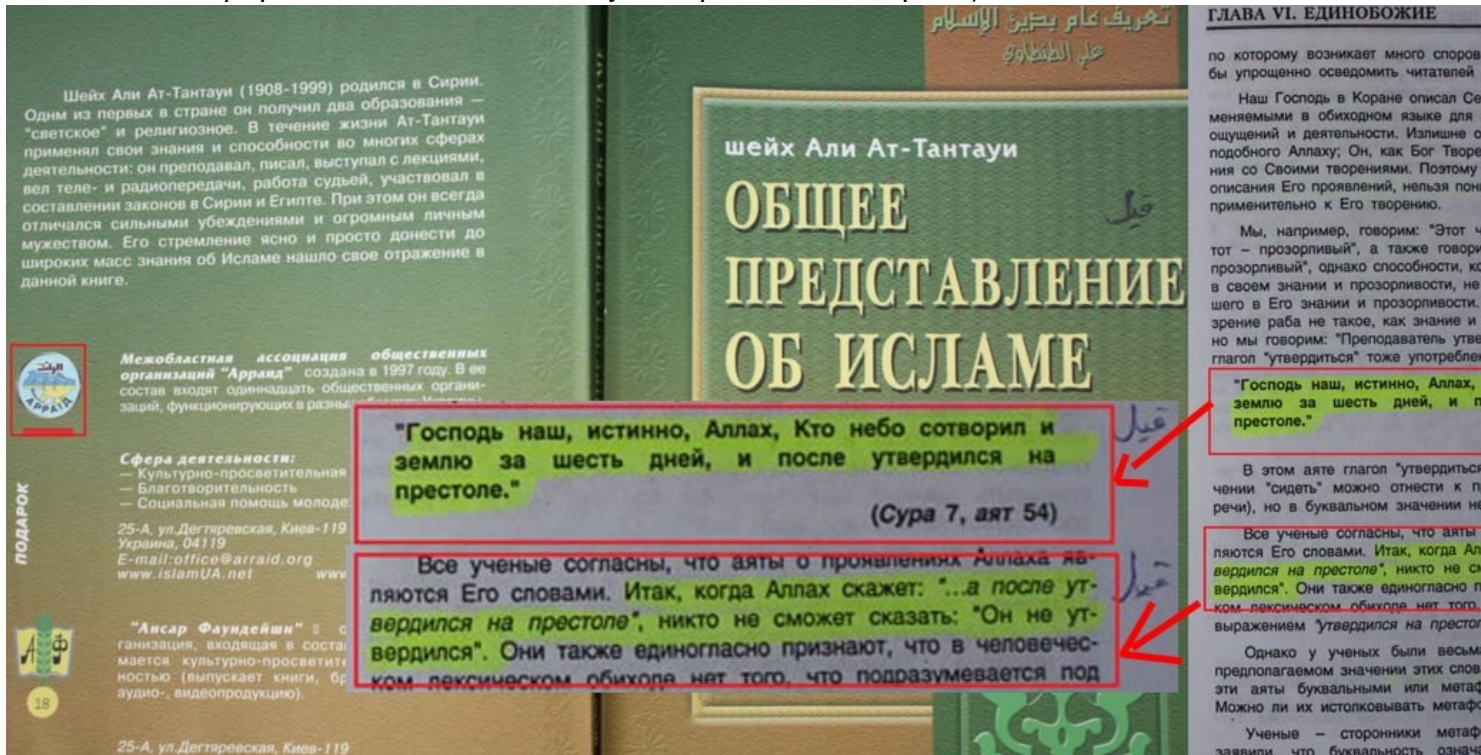 Шейх Али Ат-Тантауи (1908-1999) родился в Сирии.
Однм из первых в стране он получил два образования —
"светское" и религиозное. В течение жизни Ат-Тантауи
применял свои знания и способности во многих сферах
деятельности: он преподавал, писал, выступал с лекциями,
вел теле- и радиопередачи, работа судьей, участвовал в
составлении законов в Сирии и Египте. При этом он всегда
отличался сильными убеждениями и огромным личным
мужеством. Его стремление ясно и просто донести до
широких масс знания об Исламе нашло свое отражение в
данной книге.
الرائد
АРРАИД
Межобластная ассоциация общественных
организаций "Арраид" создана в 1997 году. В ее
состав входят одиннадцать общественных органи-
заций, функционирующих в разных
Сфера деятельности:
— Культурно-просветительная
— Благотворительность
— Социальная помощь молоде
25-А, ул.Дегтяревская, Киев-119
Украина, 04119
E-mail:office@arraid.org
www.islamUA.net www
ПОДАРОК
"Ансар Фаундейшн"
ганизация, входящая в соста
мается культурно-просветите
ностью (выпускает книги, бр
аудио-, видеопродукцию).
18
25-А, ул.Дегтяревская, Киев-119
تعريف عام بدين الإسلام
علي الطنطاوي
шейх Али Ат-Тантауи
ОБЩЕЕ
ПРЕДСТАВЛЕНИЕ
ОБ ИСЛАМЕ
"Господь наш, истинно, Аллах, Кто небо сотворил и
землю за шесть дней, и после утвердился на
престоле."
(Сура 7, аят 54)
Все ученые согласны, что аяты о проявлениях Аллаха яв-
ляются Его словами. Итак, когда Аллах скажет: "...а после ут-
вердился на престоле", никто не сможет сказать: "Он не ут-
вердился". Они также единогласно признают, что в человечес-
ком лексическом обиходе нет того, что подразумевается под
ГЛАВА VI. ЕДИНОБОЖИЕ
по которому возникает много споров
бы упрощенно осведомить читателей
Наш Господь в Коране описал Се
меняемыми в обиходном языке для
ощущений и деятельности. Излишне
подобного Аллаху; Он, как Бог Творе
ния со Своими творениями. Поэтому
описания Его проявлений, нельзя пон
применительно к Его творению.
Мы, например, говорим: "Этот ч
тот – прозорливый", а также говори
прозорливый", однако способности, ко
в своем знании и прозорливости, не
шего в Его знании и прозорливости.
зрение раба не такое, как знание и
но мы говорим: "Преподаватель утве
глагол "утвердиться" тоже употреблен
"Господь наш, истинно, Аллах,
землю за шесть дней, и п
престоле."
В этом аяте глагол "утвердиться
чении "сидеть" можно отнести к п
речи), но в буквальном значении не
Все ученые согласны, что аяты
ляются Его словами. Итак, когда Ал
вердился на престоле", никто не см
вердился". Они также единогласно п
ком лексическом обиходе нет того,
выражением "утвердился на престол
Однако у ученых были весьма
предполагаемом значении этих слов
эти аяты буквальными или метаф
Можно ли их истолковывать метафо
Ученые – сторонники метаф
заявили, что буквальность означа